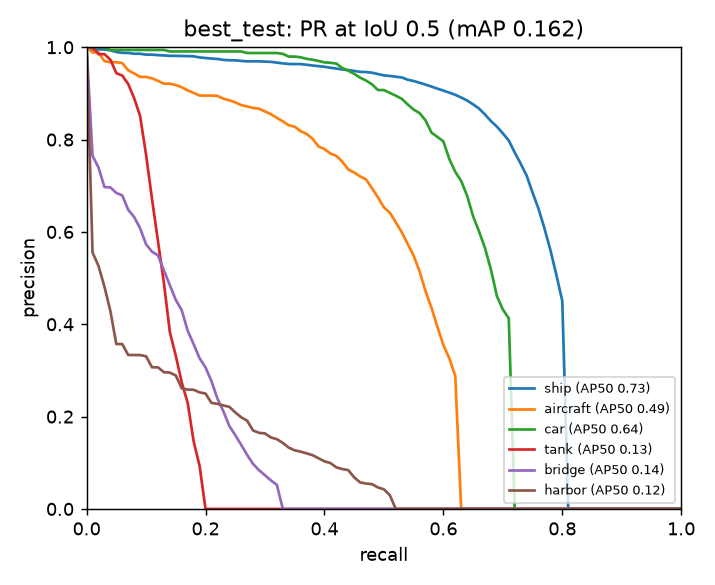 best_test: PR at IoU 0.5 (mAP 0.162)
precision
1.0
0.8
0.6
0.4
0.2
0.0
ship (AP50 0.73)
aircraft (AP50 0.49)
car (AP50 0.64)
tank (AP50 0.13)
bridge (AP50 0.14)
harbor (AP50 0.12)
0.0 0.2 0.4 0.6 0.8 1.0
recall